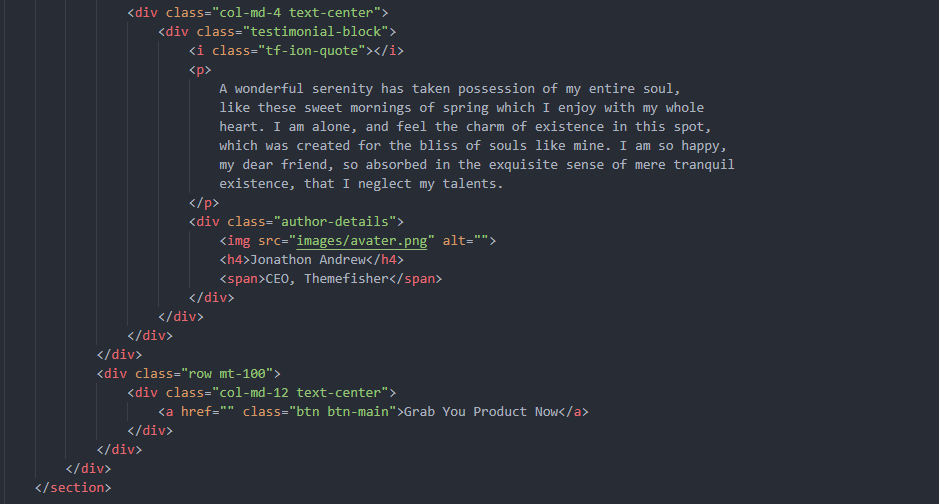 <div class="col-md-4 text-center">
<div class="testimonial-block">
<i class="tf-ion-quote"></i>
<p>
A wonderful serenity has taken possession of my entire soul,
like these sweet mornings of spring which I enjoy with my whole
heart. I am alone, and feel the charm of existence in this spot,
which was created for the bliss of souls like mine. I am so happy,
my dear friend, so absorbed in the exquisite sense of mere tranquil
existence, that I neglect my talents.
</p>
<div class="author-details">
<img src="images/avater.png" alt="">
<h4>Jonathon Andrew</h4>
<span>CEO, Themefisher</span>
</div>
</div>
</div>
</div>
<div class="row mt-100">
<div class="col-md-12 text-center">
<a href="" class="btn btn-main">Grab You Product Now</a>
</div>
</div>
</div>
</section>